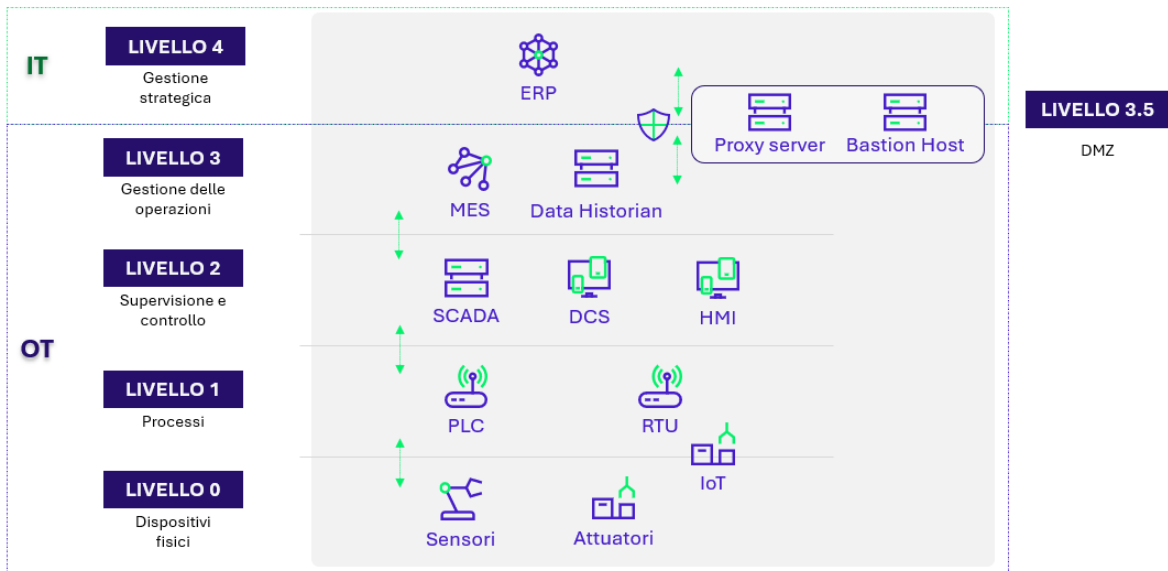 IT
LIVELLO 4
Gestione
strategica
ERP
Proxy server
Bastion Host
LIVELLO 3.5
DMZ
LIVELLO 3
Gestione delle
operazioni
MES
Data Historian
OT
LIVELLO 2
Supervisione e
controllo
SCADA
DCS
HMI
LIVELLO 1
Processi
PLC
RTU
IoT
LIVELLO 0
Dispositivi
fisici
Sensori
Attuatori